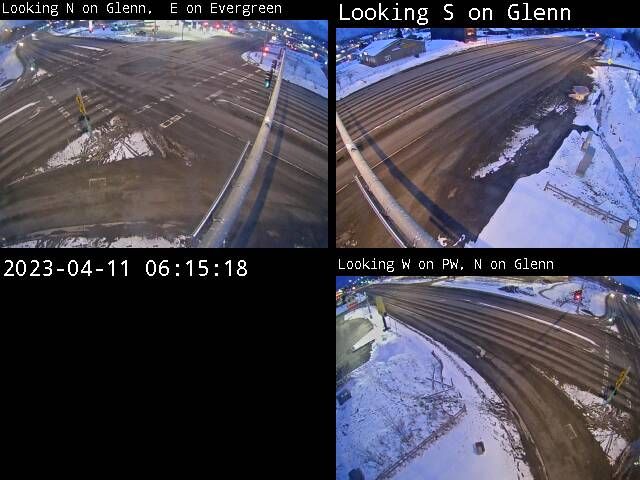 Looking N on Glenn,  E on Evergreen
Looking S on Glenn
2023-04-11 06:15:18
Looking W on PW, N on Glenn